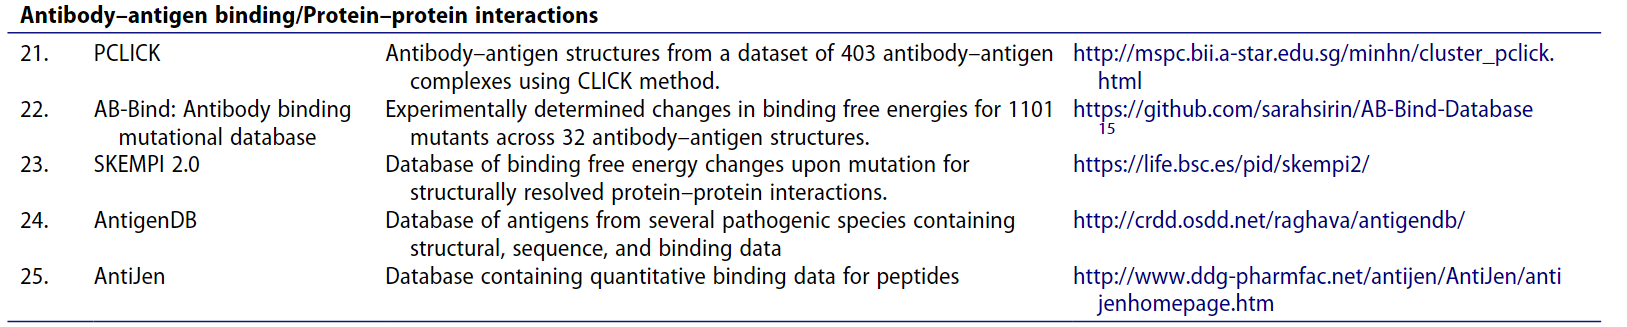 Antibody–antigen binding/Protein–protein interactions
21. PCLICK Antibody–antigen structures from a dataset of 403 antibody–antigen http://mspc.bii.a-star.edu.sg/minhn/cluster_pclick.
complexes using CLICK method. html
22. AB-Bind: Antibody binding Experimentally determined changes in binding free energies for 1101 https://github.com/sarahsirin/AB-Bind-Database
mutational database mutants across 32 antibody–antigen structures. 15
23. SKEMPI 2.0 Database of binding free energy changes upon mutation for https://life.bsc.es/pid/skempi2/
structurally resolved protein–protein interactions.
24. AntigenDB Database of antigens from several pathogenic species containing http://crdd.osdd.net/raghava/antigendb/
structural, sequence, and binding data
25. AntiJen Database containing quantitative binding data for peptides http://www.ddg-pharmfac.net/antijen/AntiJen/anti
jenhomepage.htm